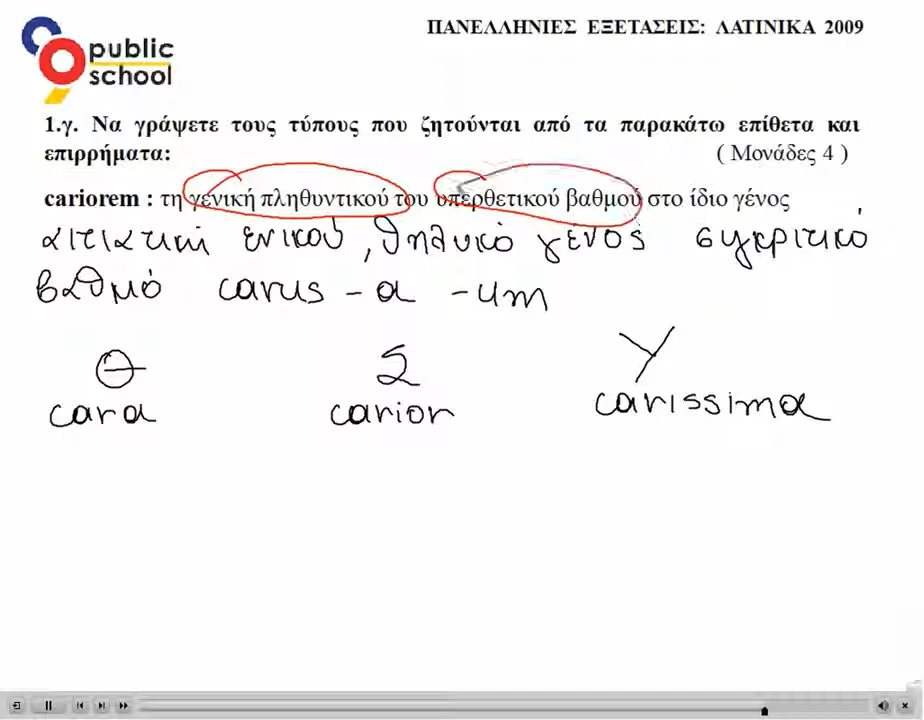 public
school
ΠΑΝΕΛΛΗΝΙΕΣ ΕΞΕΤΑΣΕΙΣ: ΛΑΤΙΝΙΚΑ 2009
1.γ. Να γράψετε τους τύπους που ζητούνται από τα παρακάτω επίθετα και
επιρρήματα: ( Μονάδες 4 )
cariorem : τη γενική πληθυντικού του υπερθετικού βαθμού στο ίδιο γένος
αιτιατική ενικού, θηλυκό γένος συγκριτικό
βαθμό carus -a -um
Θ Σ Υ
cara carior carissima